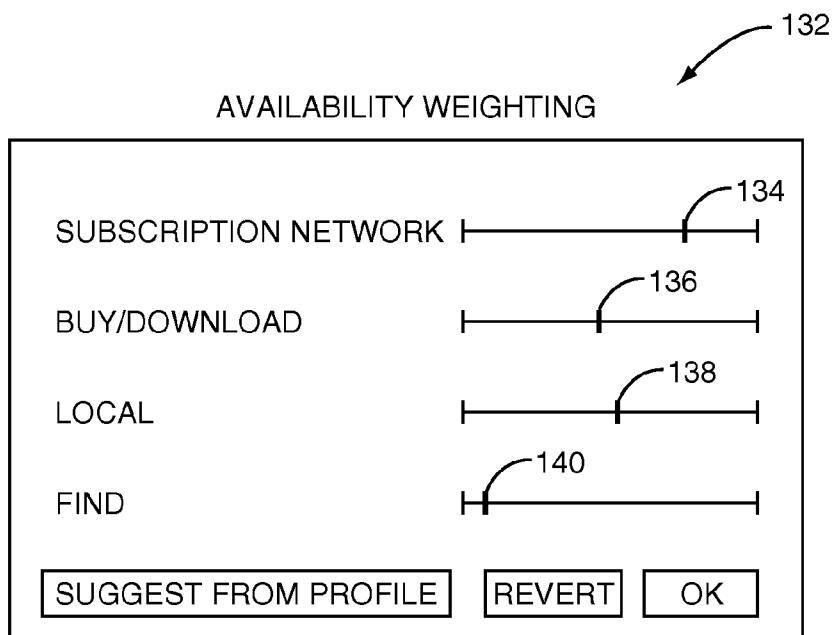 132
AVAILABILITY WEIGHTING
134
SUBSCRIPTION NETWORK
136
BUY/DOWNLOAD
138
LOCAL
140
FIND
SUGGEST FROM PROFILE REVERT OK